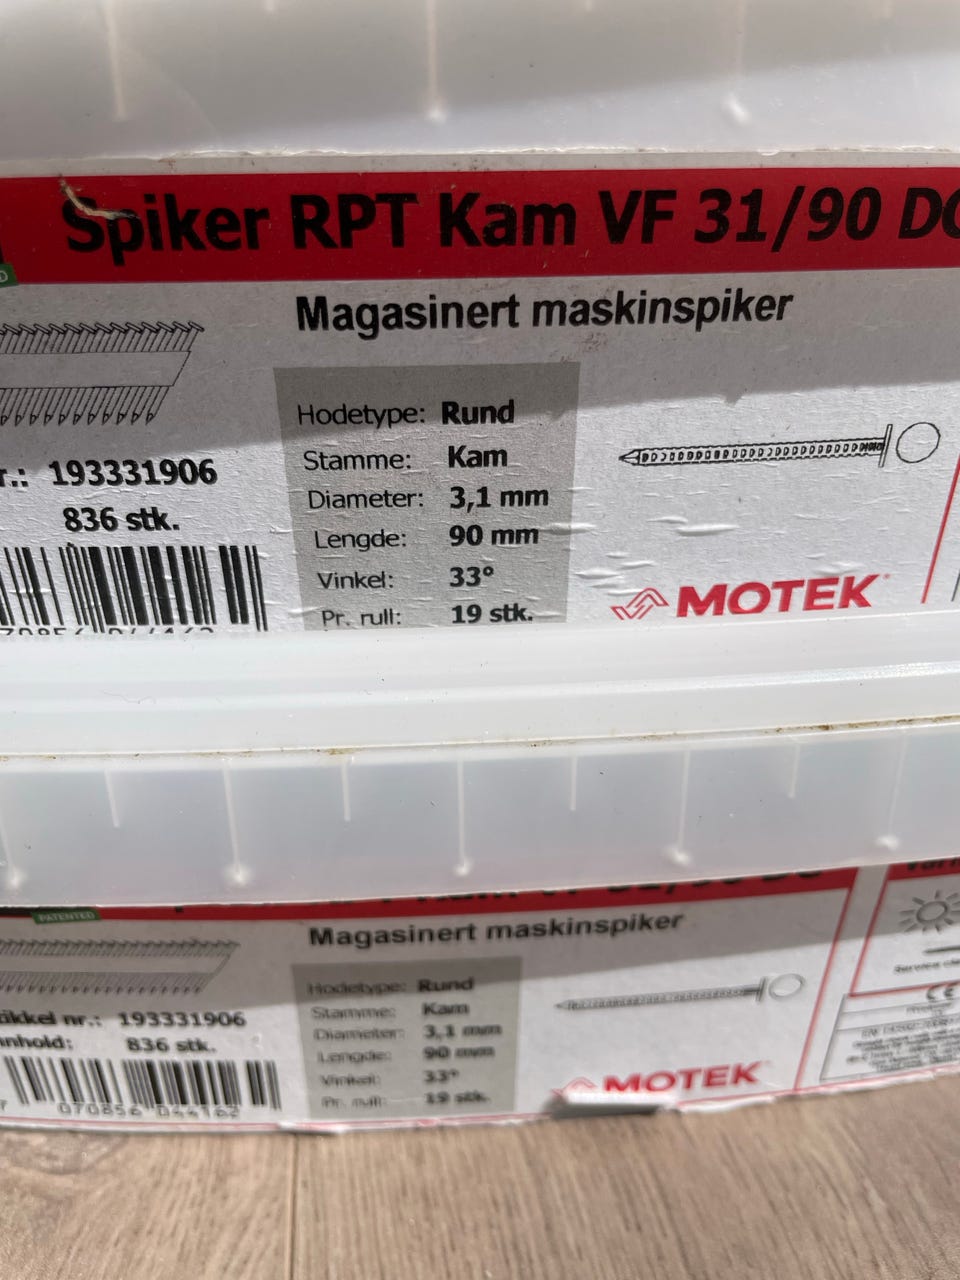 Spiker RPT Kam VF 31/90
Magasinert maskinspiker
Hodetype: Rund
Stamme: Kam
Diameter: 3,1 mm
Lengde: 90 mm
Vinkel: 33°
Pr. rull: 19 stk.
193331906
836 stk.
MOTEK
PATENTED
Magasinert maskinspiker
Hodetype: Rund
Stamme: Kam
Diameter: 3,1 mm
Lengde: 90 mm
Vinkel: 33°
Pr. rull: 19 stk.
nr.: 193331906
836 stk.
070856 044162
MOTEK
CE